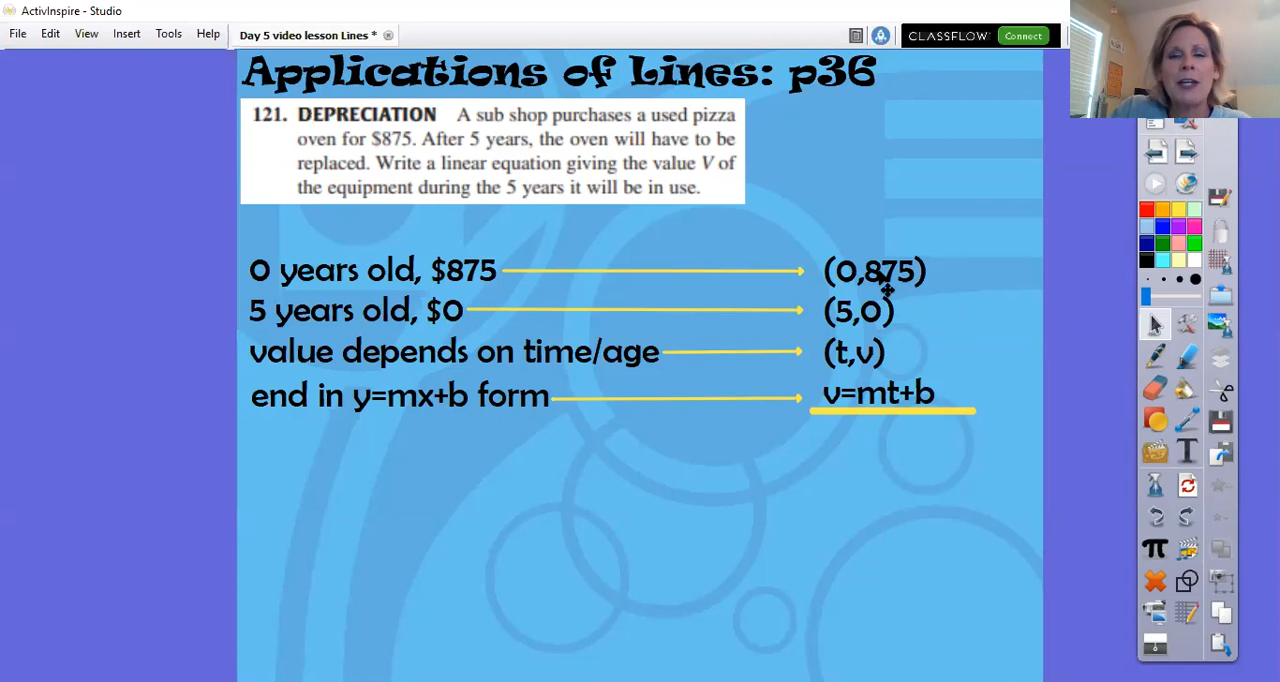 ActivInspire - Studio
File Edit View Insert Tools Help
Day 5 video lesson Lines *
CLASSFLOW Connect
Applications of Lines: p36
121. DEPRECIATION A sub shop purchases a used pizza
oven for $875. After 5 years, the oven will have to be
replaced. Write a linear equation giving the value V of
the equipment during the 5 years it will be in use.
0 years old, $875 (0,875)
5 years old, $0 (5,0)
value depends on time/age (t,v)
end in y=mx+b form v=mt+b